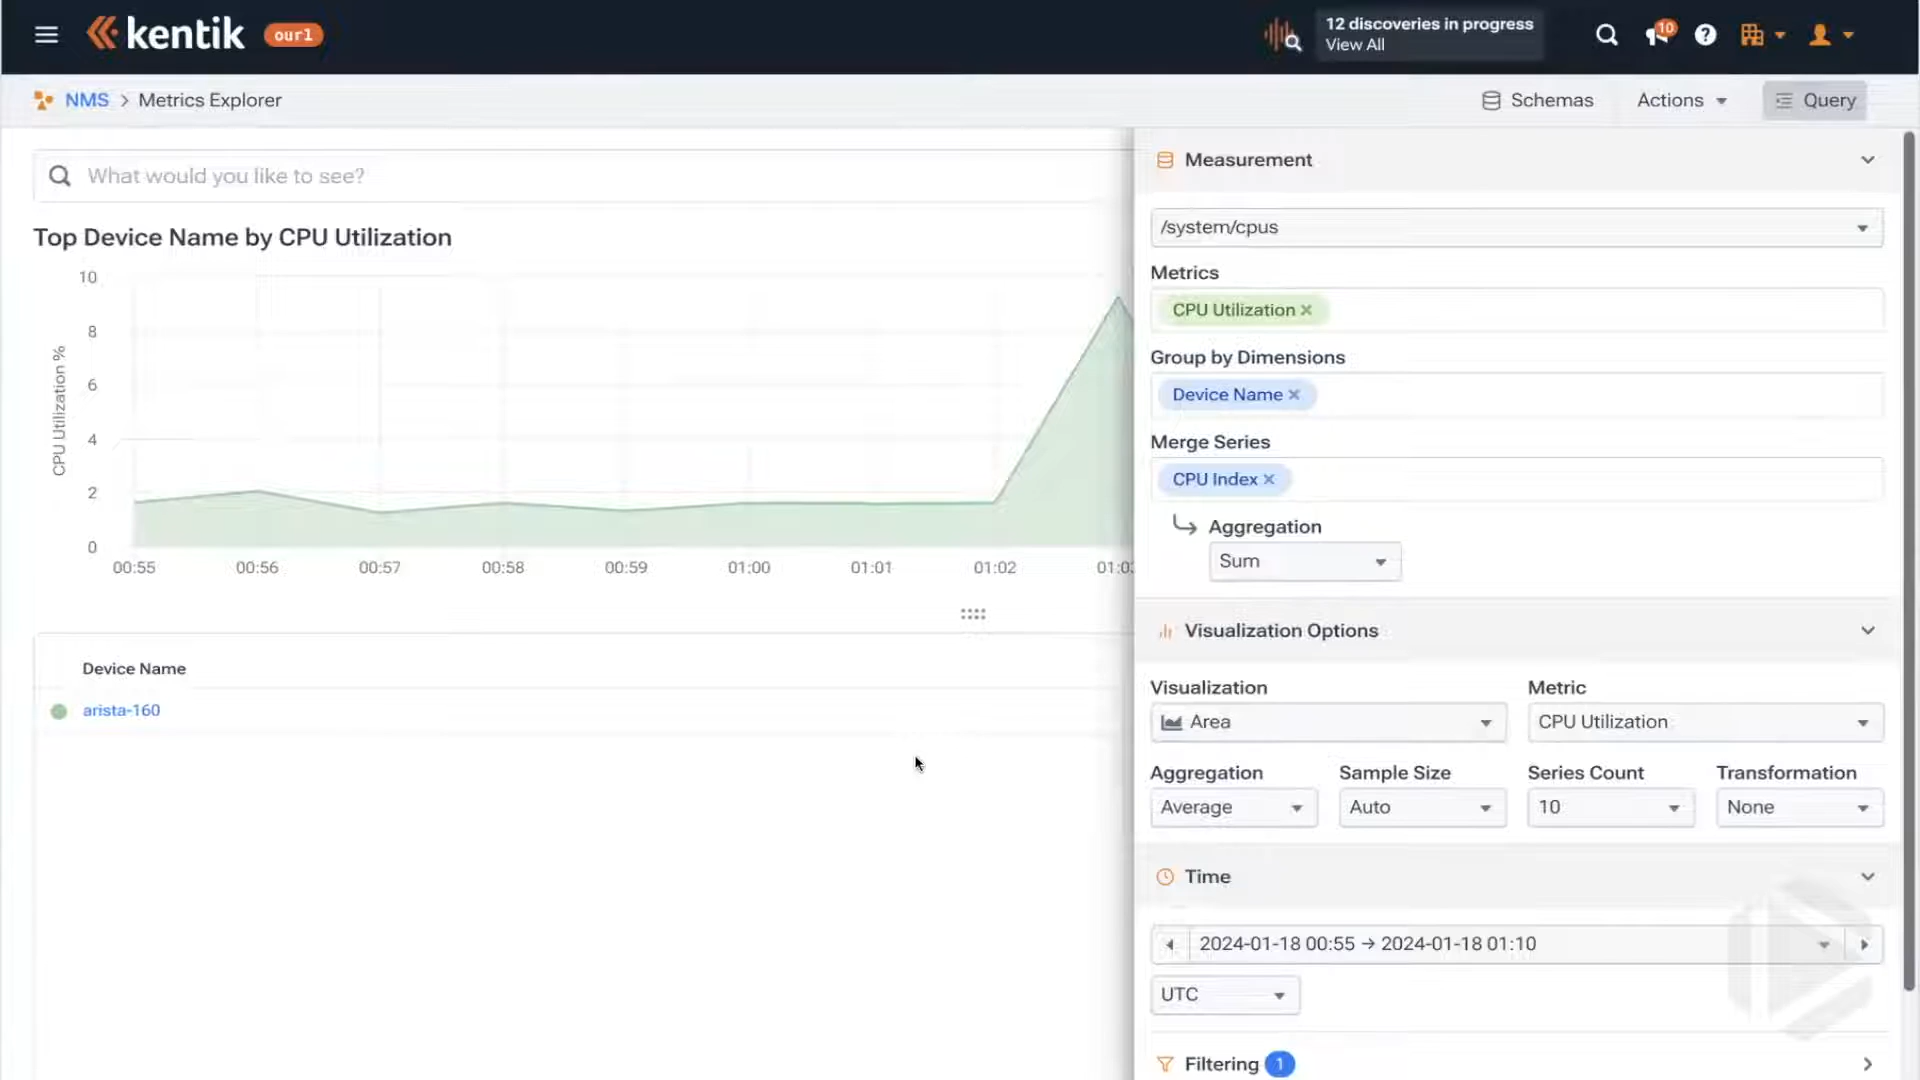 kentik
ourl
12 discoveries in progress
View All
10
NMS > Metrics Explorer
Schemas
Actions
Query
What would you like to see?
Top Device Name by CPU Utilization
CPU Utilization %
10
8
6
4
2
0
00:55 00:56 00:57 00:58 00:59 01:00 01:01 01:02 01:03
Device Name
arista-160
Measurement
/system/cpus
Metrics
CPU Utilization
Group by Dimensions
Device Name
Merge Series
CPU Index
Aggregation
Sum
Visualization Options
Visualization Metric
Area CPU Utilization
Aggregation Sample Size Series Count Transformation
Average Auto 10 None
Time
2024-01-18 00:55 → 2024-01-18 01:10
UTC
Filtering 1